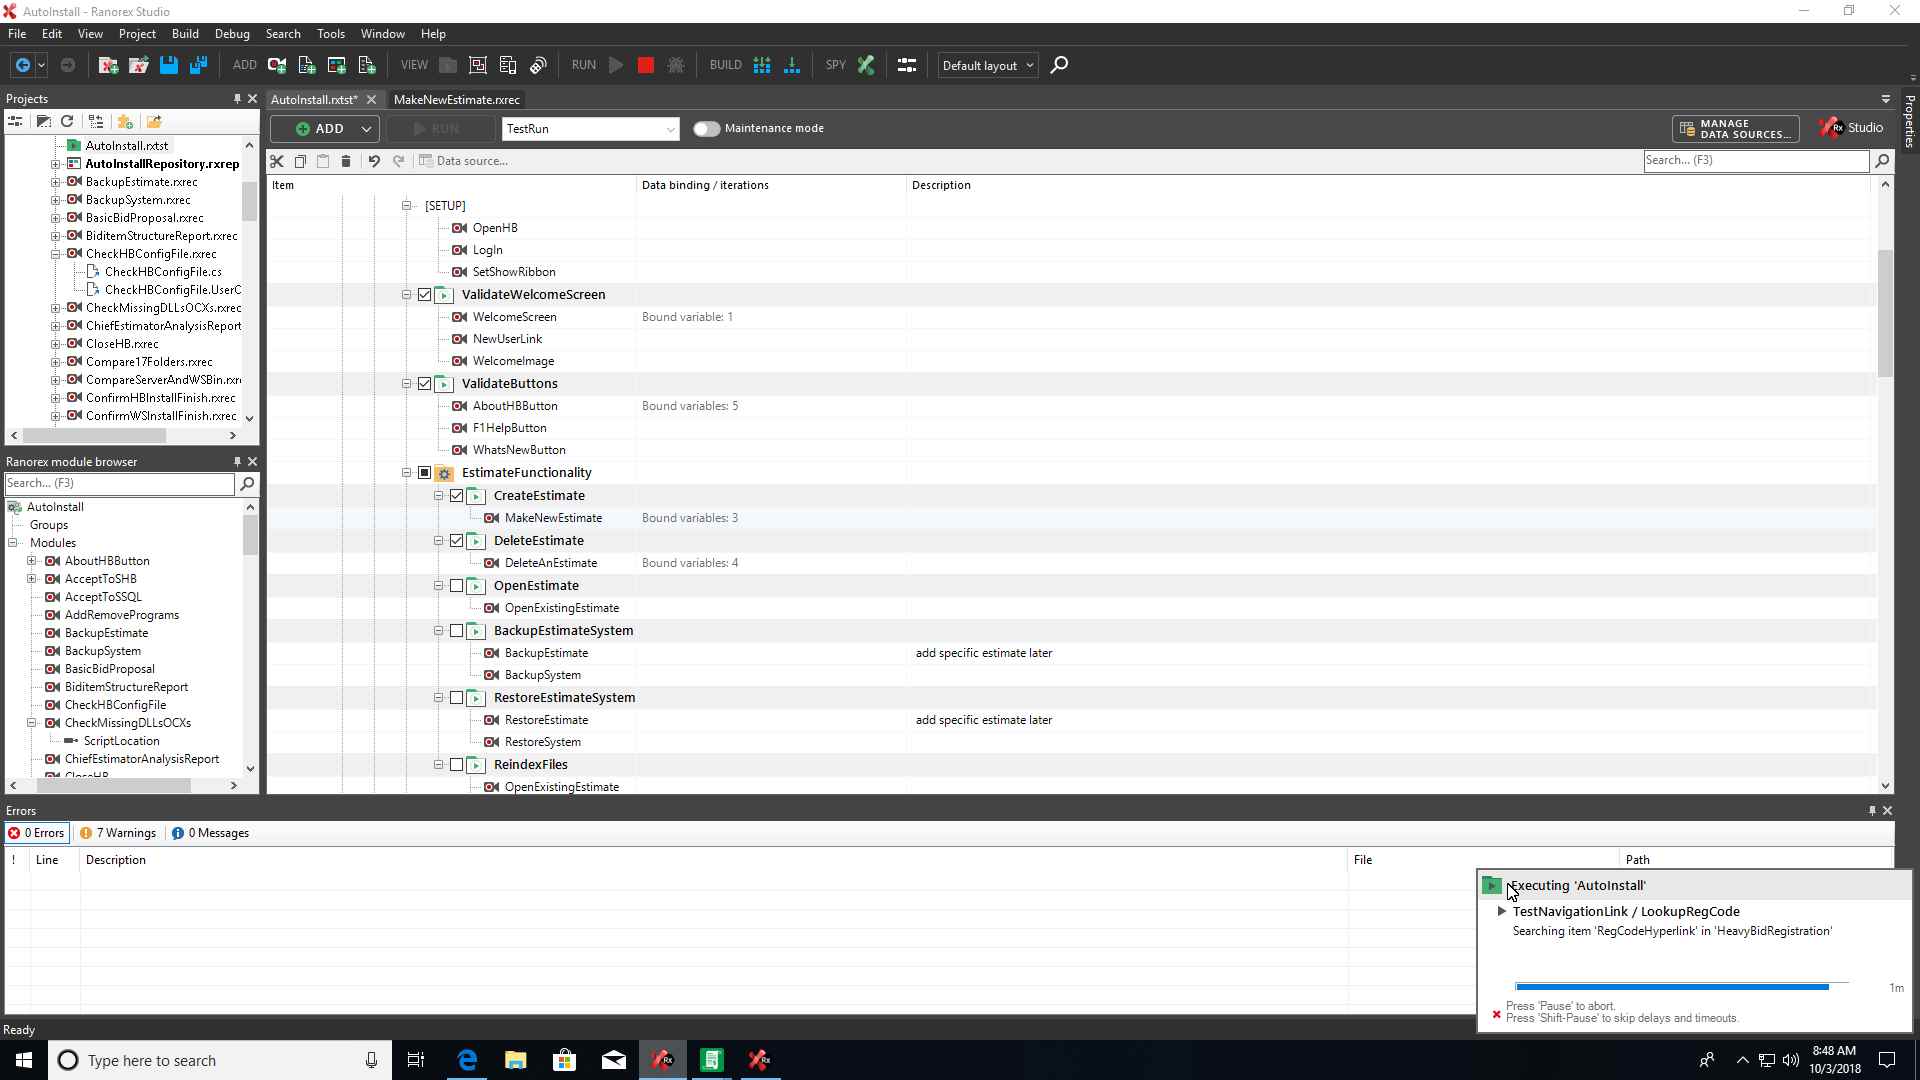 AutoInstall - Ranorex Studio
File Edit View Project Build Debug Search Tools Window Help
ADD VIEW RUN BUILD SPY Default layout
Projects
AutoInstall.rxtst* MakeNewEstimate.rxrec
Properties
ADD RUN TestRun Maintenance mode
MANAGE
DATA SOURCES...
Rx Studio
Data source...
Search... (F3)
AutoInstall.rxtst
AutoInstallRepository.rxrep
BackupEstimate.rxrec
BackupSystem.rxrec
BasicBidProposal.rxrec
BiditemStructureReport.rxrec
CheckHBConfigFile.rxrec
CheckHBConfigFile.cs
CheckHBConfigFile.UserC
CheckMissingDLLsOCXs.rxrec
ChiefEstimatorAnalysisReport
CloseHB.rxrec
Compare17Folders.rxrec
CompareServerAndWSBin.rxr
ConfirmHBInstallFinish.rxrec
ConfirmWSInstallFinish.rxrec
Item Data binding / iterations Description
[SETUP]
OpenHB
LogIn
SetShowRibbon
ValidateWelcomeScreen
WelcomeScreen Bound variable: 1
NewUserLink
WelcomeImage
ValidateButtons
AboutHBButton Bound variables: 5
F1HelpButton
WhatsNewButton
EstimateFunctionality
CreateEstimate
MakeNewEstimate Bound variables: 3
DeleteEstimate
DeleteAnEstimate Bound variables: 4
OpenEstimate
OpenExistingEstimate
BackupEstimateSystem
BackupEstimate add specific estimate later
BackupSystem
RestoreEstimateSystem
RestoreEstimate add specific estimate later
RestoreSystem
ReindexFiles
OpenExistingEstimate
Ranorex module browser
Search... (F3)
AutoInstall
Groups
Modules
AboutHBButton
AcceptToSHB
AcceptToSSQL
AddRemovePrograms
BackupEstimate
BackupSystem
BasicBidProposal
BiditemStructureReport
CheckHBConfigFile
CheckMissingDLLsOCXs
ScriptLocation
ChiefEstimatorAnalysisReport
CloseHB
Errors
0 Errors 7 Warnings 0 Messages
! Line Description File Path
Executing 'AutoInstall'
TestNavigationLink / LookupRegCode
Searching item 'RegCodeHyperlink' in 'HeavyBidRegistration'
1m
Press 'Pause' to abort.
Press 'Shift-Pause' to skip delays and timeouts.
Ready
Type here to search
8:48 AM
10/3/2018